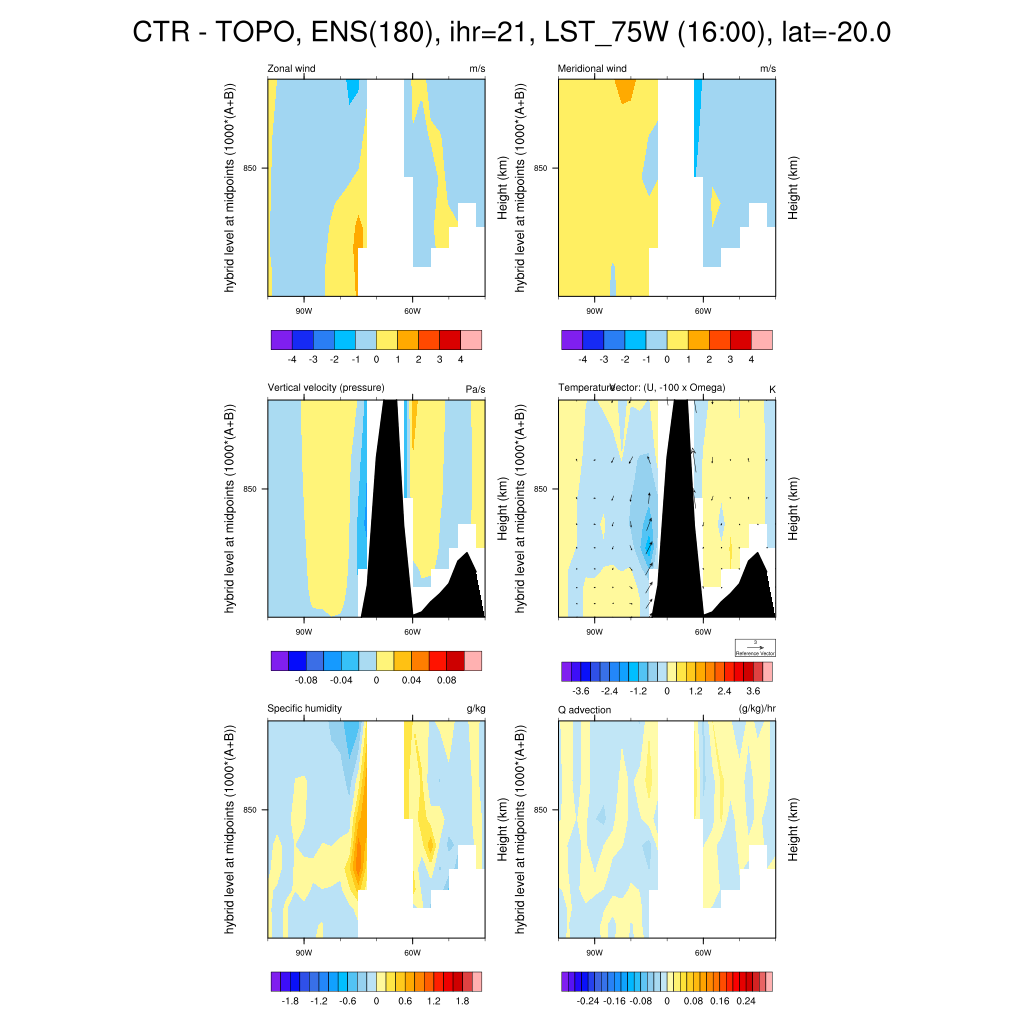 CTR - TOPO, ENS(180), ihr=21, LST_75W (16:00), lat=-20.0
Zonal wind m/s
hybrid level at midpoints (1000*(A+B))
850
Height (km)
90W 60W
-4 -3 -2 -1 0 1 2 3 4
Meridional wind m/s
hybrid level at midpoints (1000*(A+B))
Height (km)
90W 60W
-4 -3 -2 -1 0 1 2 3 4
Vertical velocity (pressure) Pa/s
hybrid level at midpoints (1000*(A+B))
850
Height (km)
90W 60W
-0.08 -0.04 0 0.04 0.08
Temperature Vector: (U, -100 x Omega) K
hybrid level at midpoints (1000*(A+B))
Height (km)
90W 60W
3
Reference Vector
-3.6 -2.4 -1.2 0 1.2 2.4 3.6
Specific humidity g/kg
hybrid level at midpoints (1000*(A+B))
850
Height (km)
90W 60W
-1.8 -1.2 -0.6 0 0.6 1.2 1.8
Q advection (g/kg)/hr
hybrid level at midpoints (1000*(A+B))
Height (km)
90W 60W
-0.24 -0.16 -0.08 0 0.08 0.16 0.24